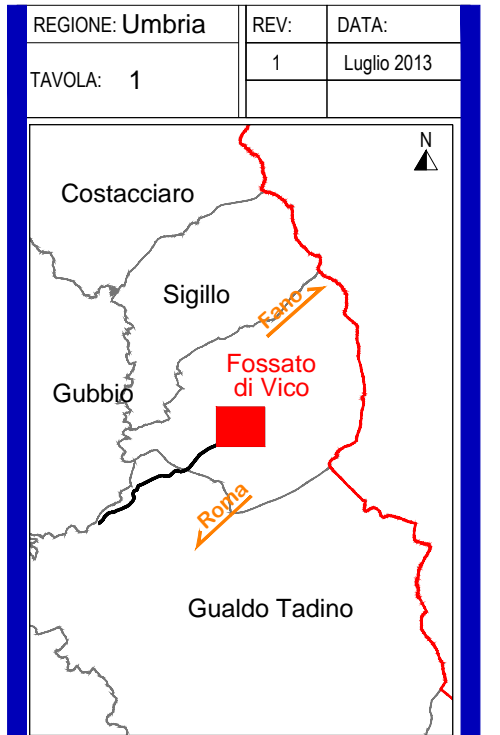 REGIONE: Umbria
REV:
DATA:
TAVOLA: 1
1
Luglio 2013
N
Costacciaro
Sigillo
Fano
Fossato
di Vico
Gubbio
Roma
Gualdo Tadino